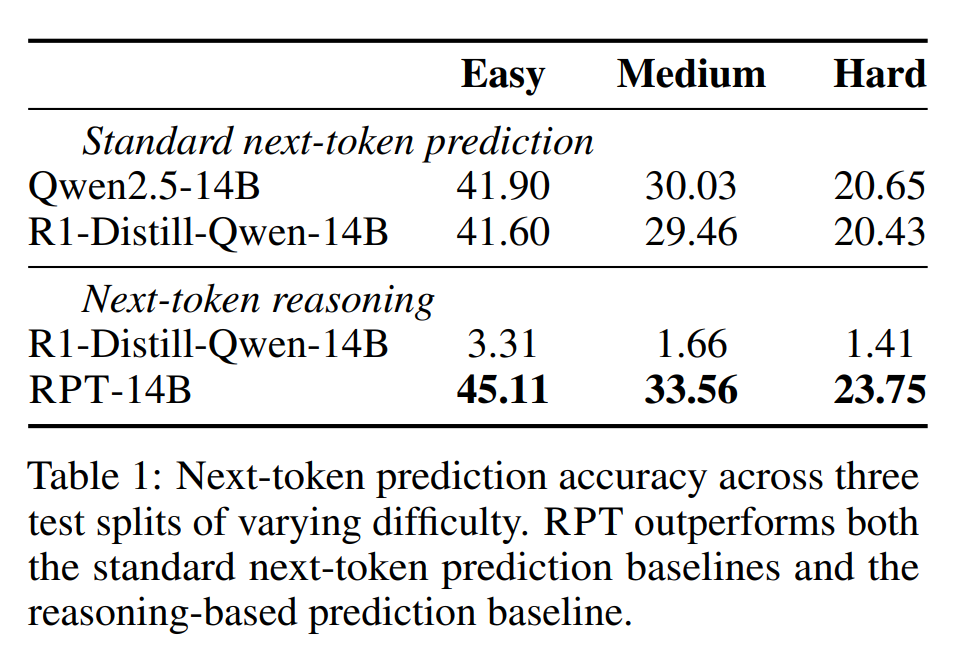 Easy Medium Hard
Standard next-token prediction
Qwen2.5-14B 41.90 30.03 20.65
R1-Distill-Qwen-14B 41.60 29.46 20.43
Next-token reasoning
R1-Distill-Qwen-14B 3.31 1.66 1.41
RPT-14B 45.11 33.56 23.75
Table 1: Next-token prediction accuracy across three
test splits of varying difficulty. RPT outperforms both
the standard next-token prediction baselines and the
reasoning-based prediction baseline.